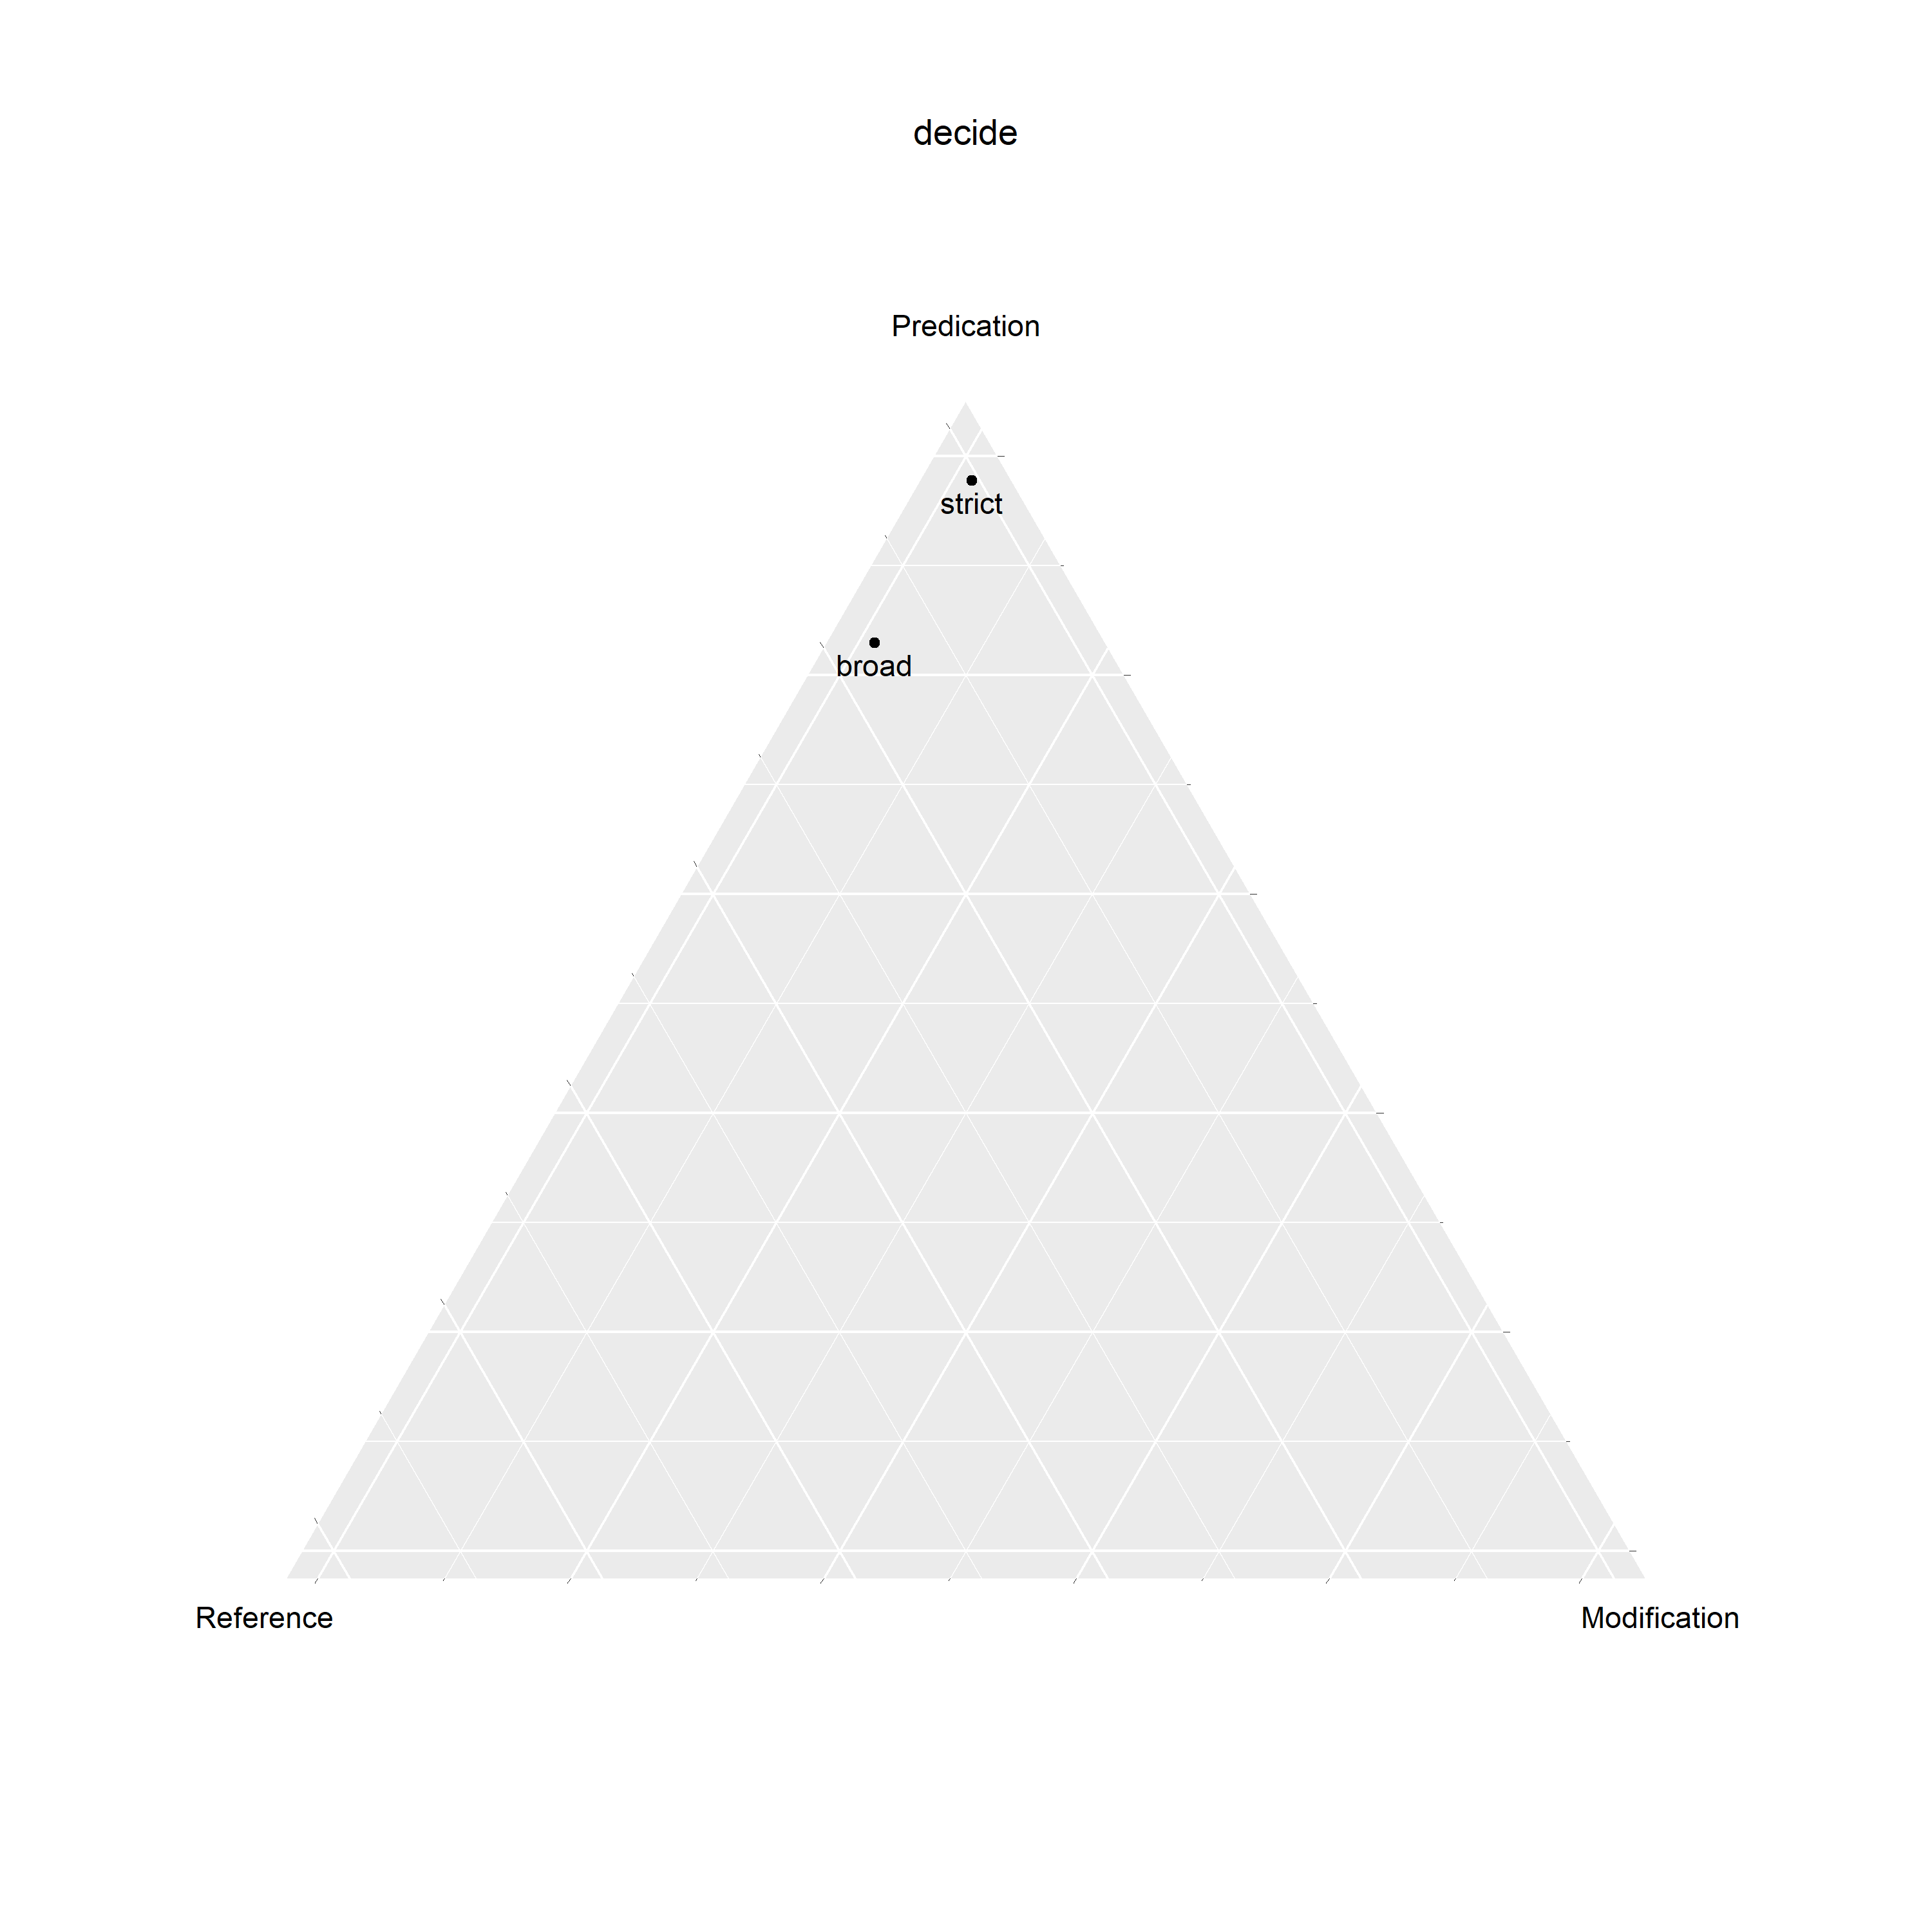 decide
Predication
strict
broad
Reference
Modification